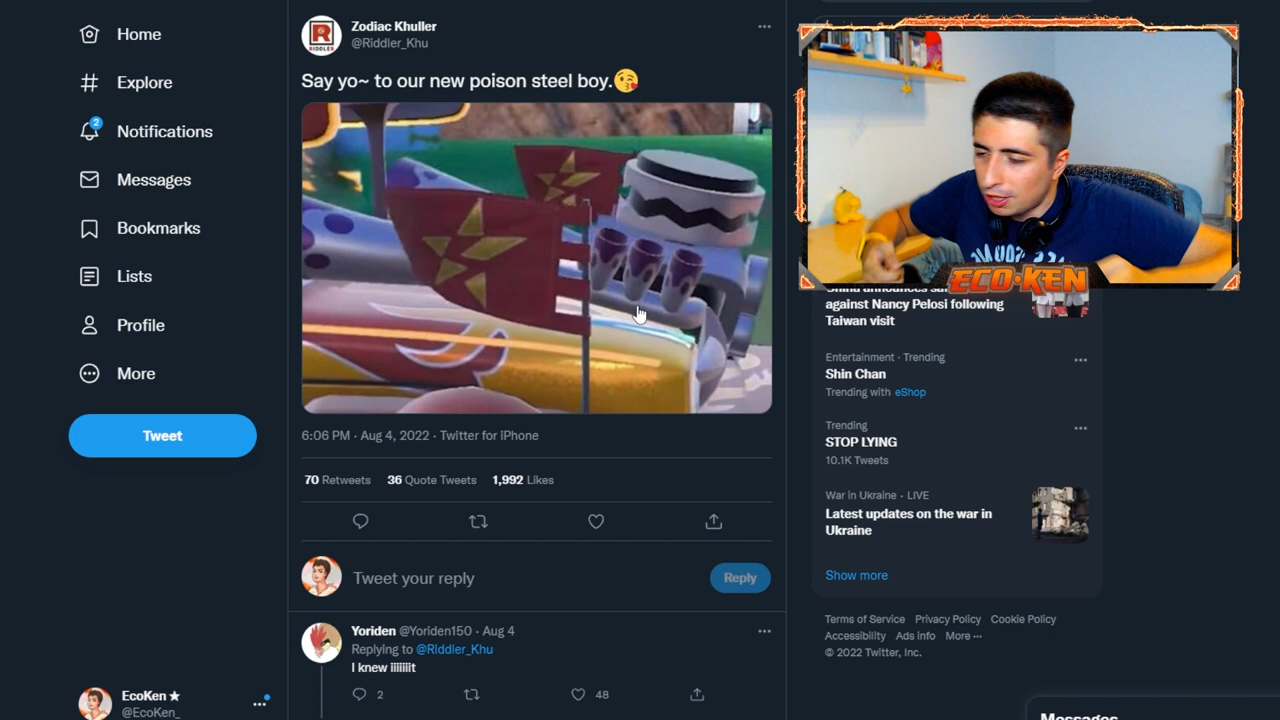 Home
Explore
2
Notifications
Messages
Bookmarks
Lists
Profile
More
Tweet
EcoKen ★
@EcoKen_
Zodiac Khuller
@Riddler_Khu
RIDDLER
Say yo~ to our new poison steel boy.😘
6:06 PM · Aug 4, 2022 · Twitter for iPhone
70 Retweets 36 Quote Tweets 1,992 Likes
Tweet your reply
Reply
Yoriden @Yoriden150 · Aug 4
Replying to @Riddler_Khu
I knew iiiiiiit
2 48
ECO·KEN
China announces
against Nancy Pelosi following
Taiwan visit
Entertainment · Trending
Shin Chan
Trending with eShop
Trending
STOP LYING
10.1K Tweets
War in Ukraine · LIVE
Latest updates on the war in
Ukraine
Show more
Terms of Service Privacy Policy Cookie Policy
Accessibility Ads info More ···
© 2022 Twitter, Inc.
Messages